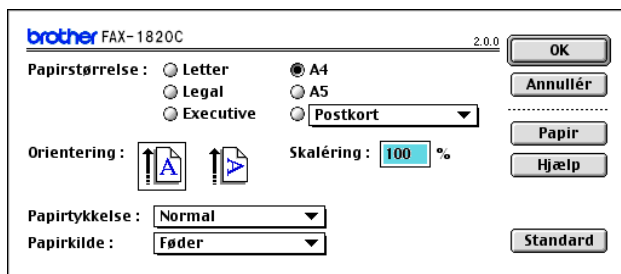 brother FAX-1820C
2.0.0
Papirstørrelse :
Letter
A4
Legal
A5
Executive
Postkort
Orientering :
A
A
Skaléring : 100 %
Papirtykkelse : Normal
Papirkilde : Føder
OK
Annullér
Papir
Hjælp
Standard